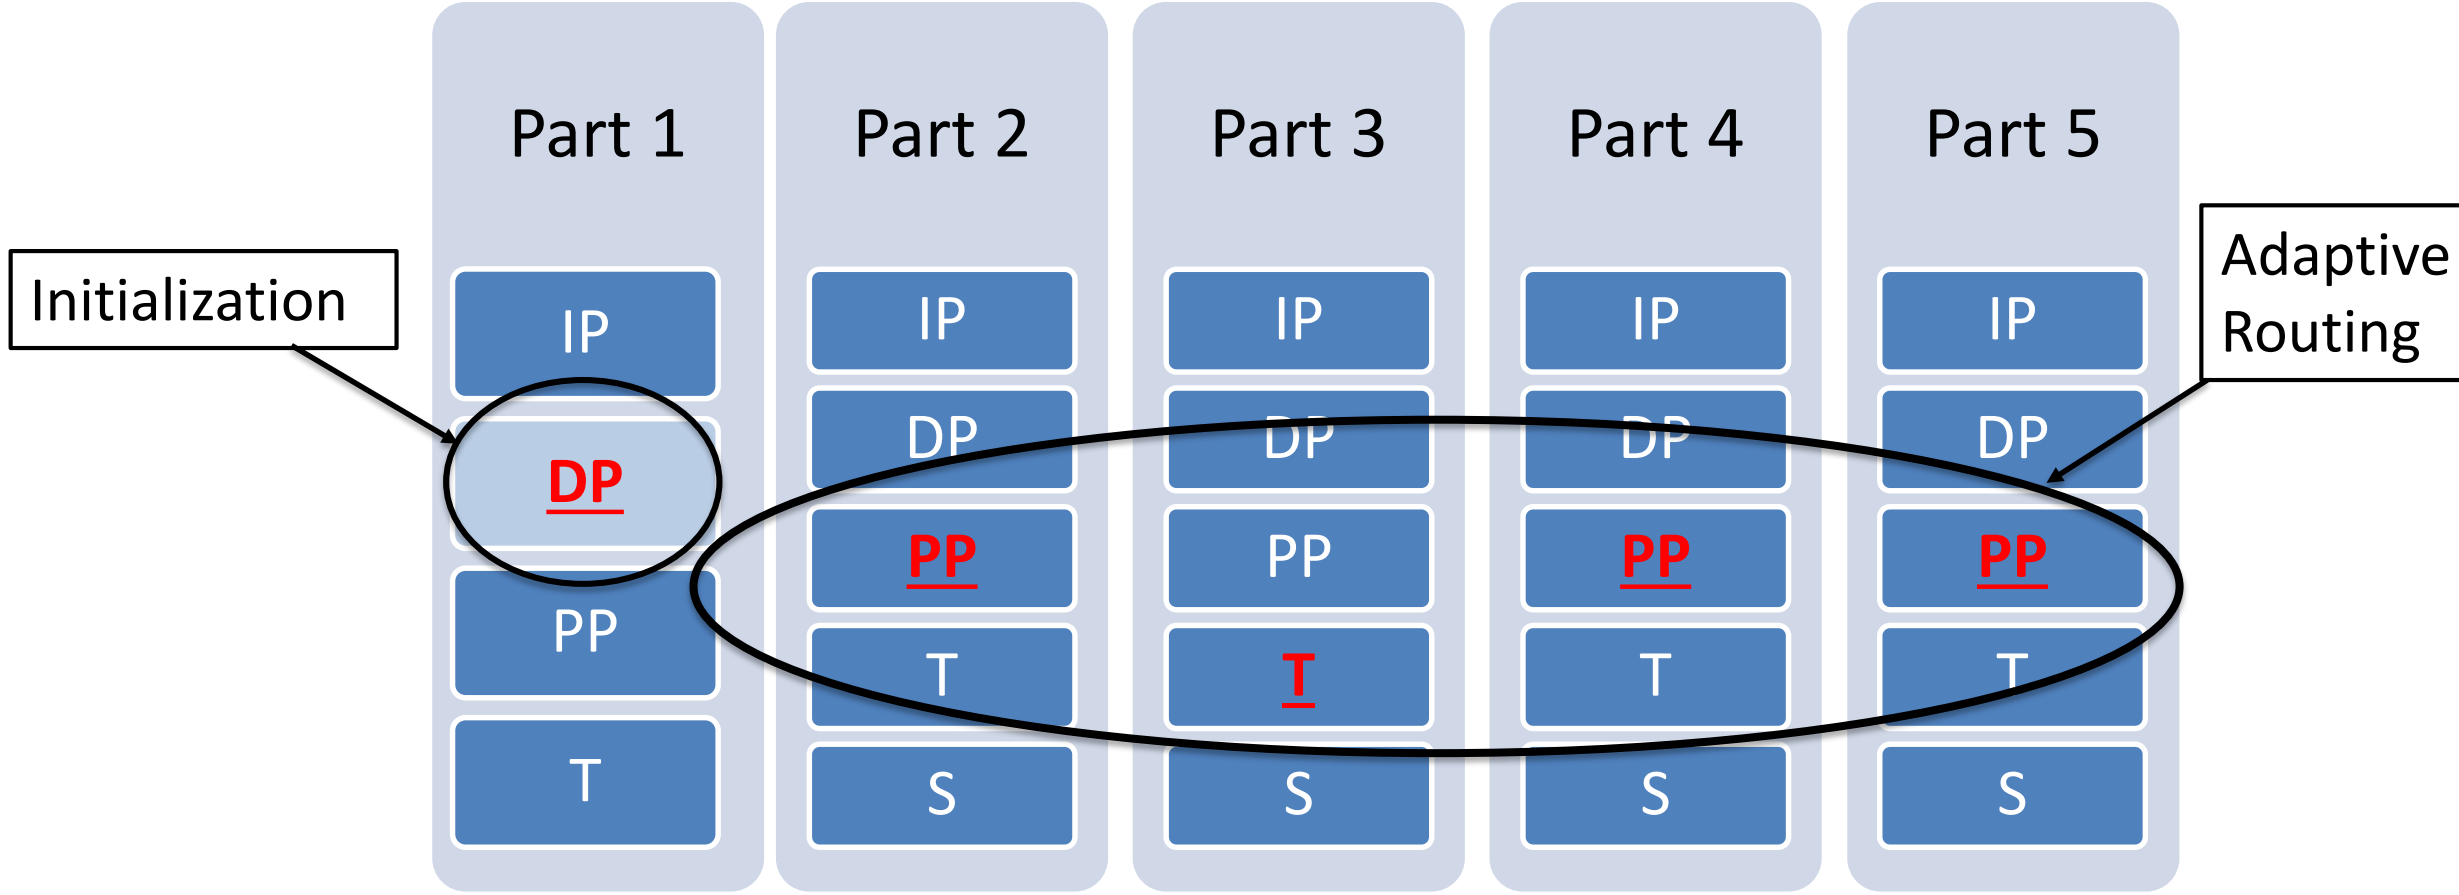 Part 1
Part 2
Part 3
Part 4
Part 5
Initialization
Adaptive
Routing
IP
DP
PP
T
IP
DP
PP
T
S
IP
DP
PP
T
S
IP
DP
PP
T
S
IP
DP
PP
T
S